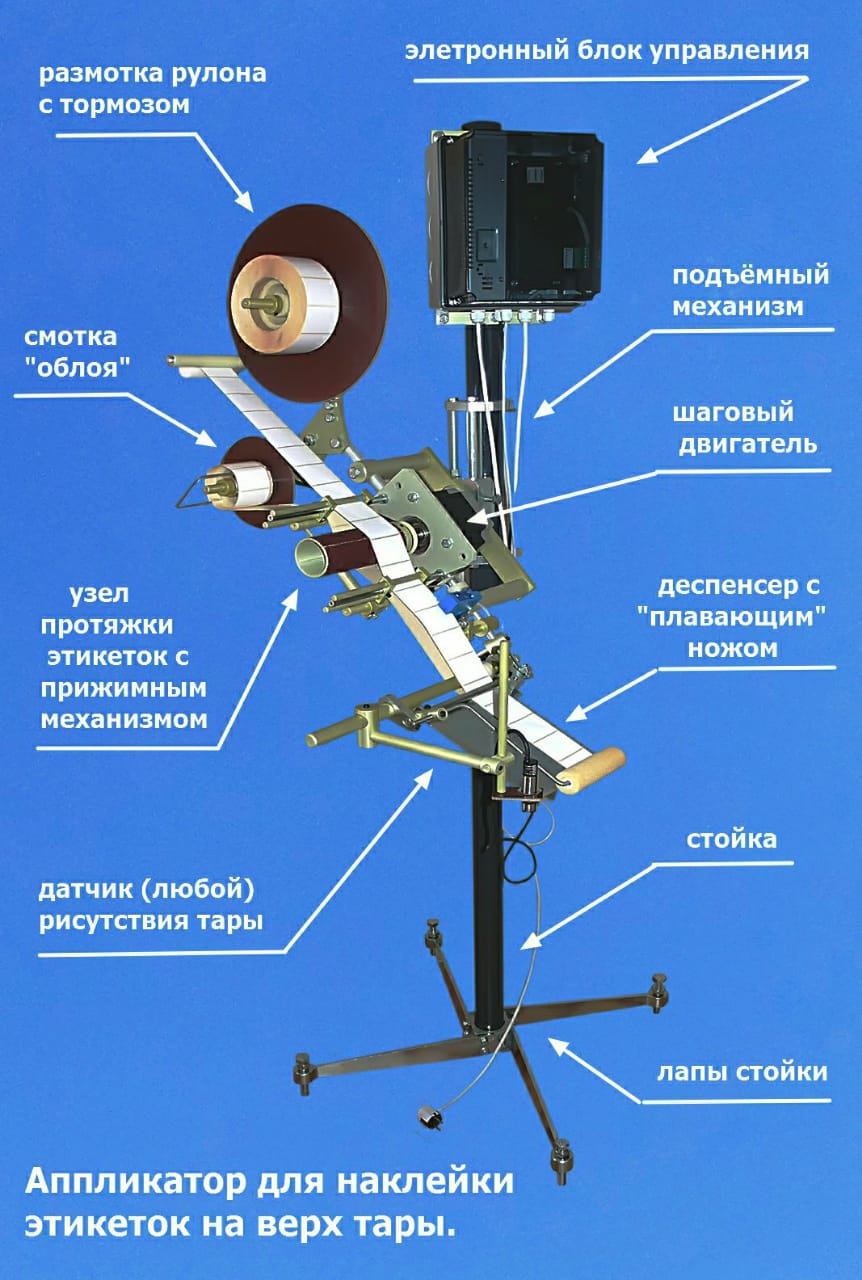 элетронный блок управления
размотка рулона
с тормозом
подъёмный
механизм
смотка
"облоя"
шаговый
двигатель
узел
протяжки
этикеток с
прижимным
механизмом
деспенсер с
"плавающим"
ножом
стойка
датчик (любой)
рисутствия тары
лапы стойки
Аппликатор для наклейки
этикеток на верх тары.